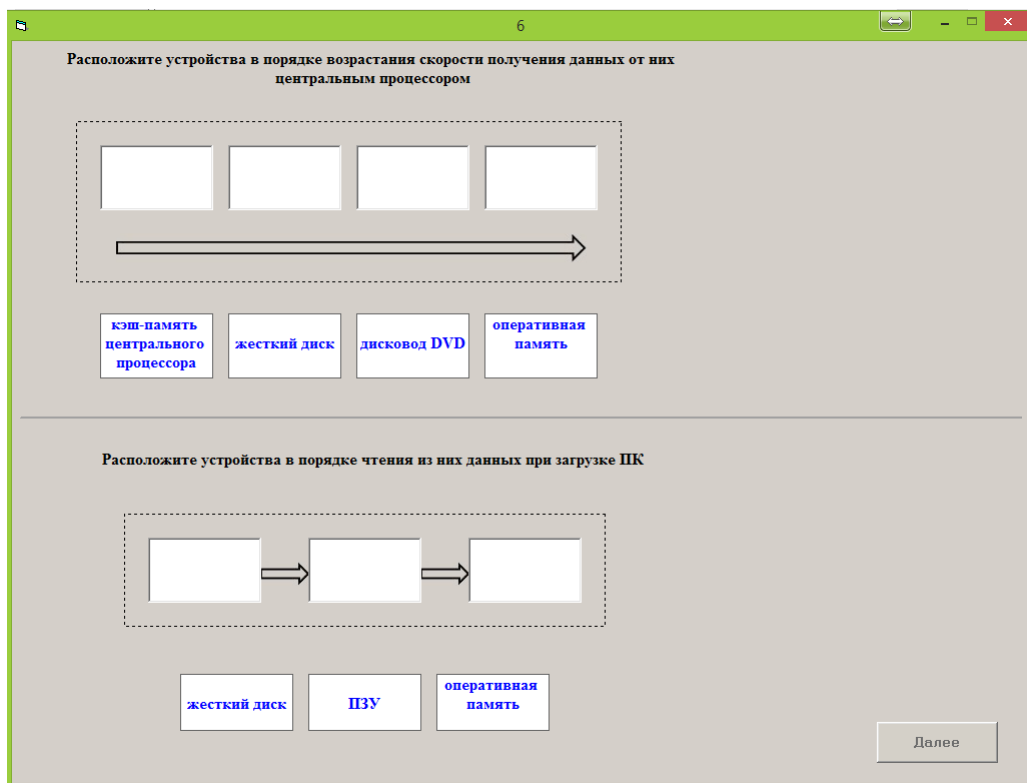 6
Расположите устройства в порядке возрастания скорости получения данных от них
центральным процессором
кэш-память
центрального
процессора
жесткий диск
дисковод DVD
оперативная
память
Расположите устройства в порядке чтения из них данных при загрузке ПК
жесткий диск
ПЗУ
оперативная
память
Далее